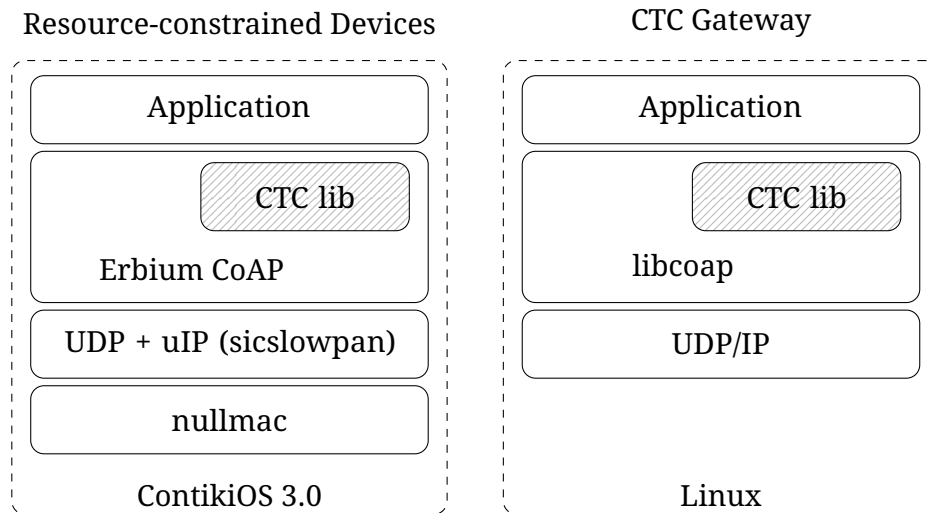 Resource-constrained Devices
Application
CTC lib
Erbium CoAP
UDP + uIP (sicslowpan)
nullmac
ContikiOS 3.0
CTC Gateway
Application
CTC lib
libcoap
UDP/IP
Linux